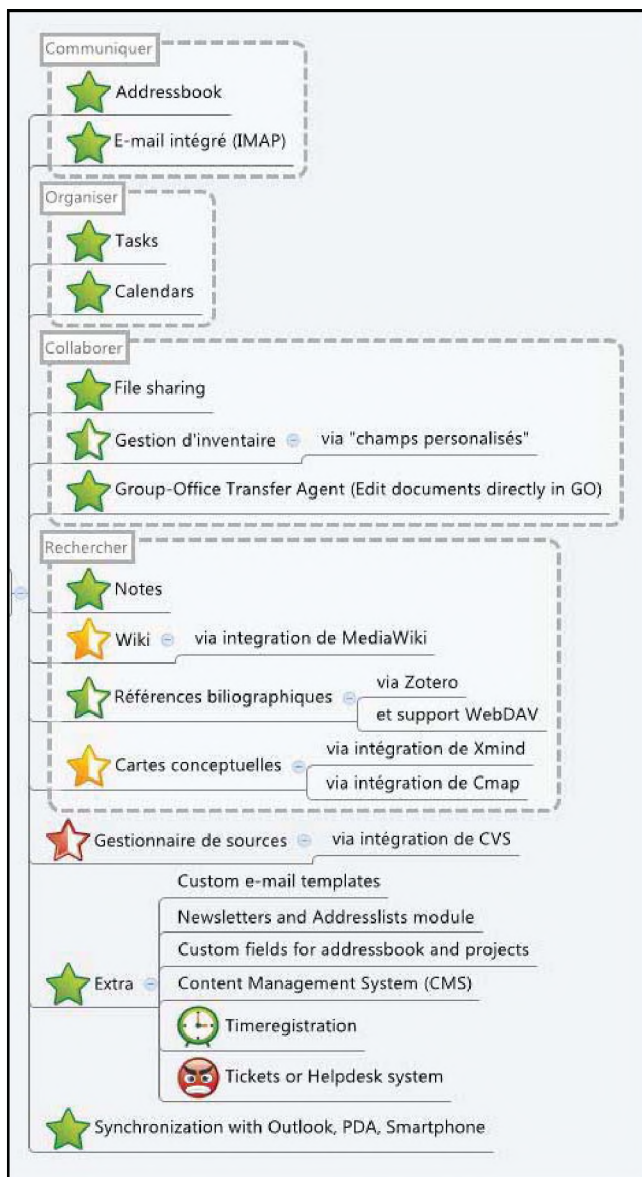 Communiquer
Addressbook
E-mail intégré (IMAP)
Organiser
Tasks
Calendars
Collaborer
File sharing
Gestion d'inventaire
via "champs personalisés"
Group-Office Transfer Agent (Edit documents directly in GO)
Rechercher
Notes
Wiki
via integration de MediaWiki
Références biliographiques
via Zotero
et support WebDAV
Cartes conceptuelles
via intégration de Xmind
via intégration de Cmap
Gestionnaire de sources
via intégration de CVS
Extra
Custom e-mail templates
Newsletters and Addresslists module
Custom fields for addressbook and projects
Content Management System (CMS)
Timeregistration
Tickets or Helpdesk system
Synchronization with Outlook, PDA, Smartphone